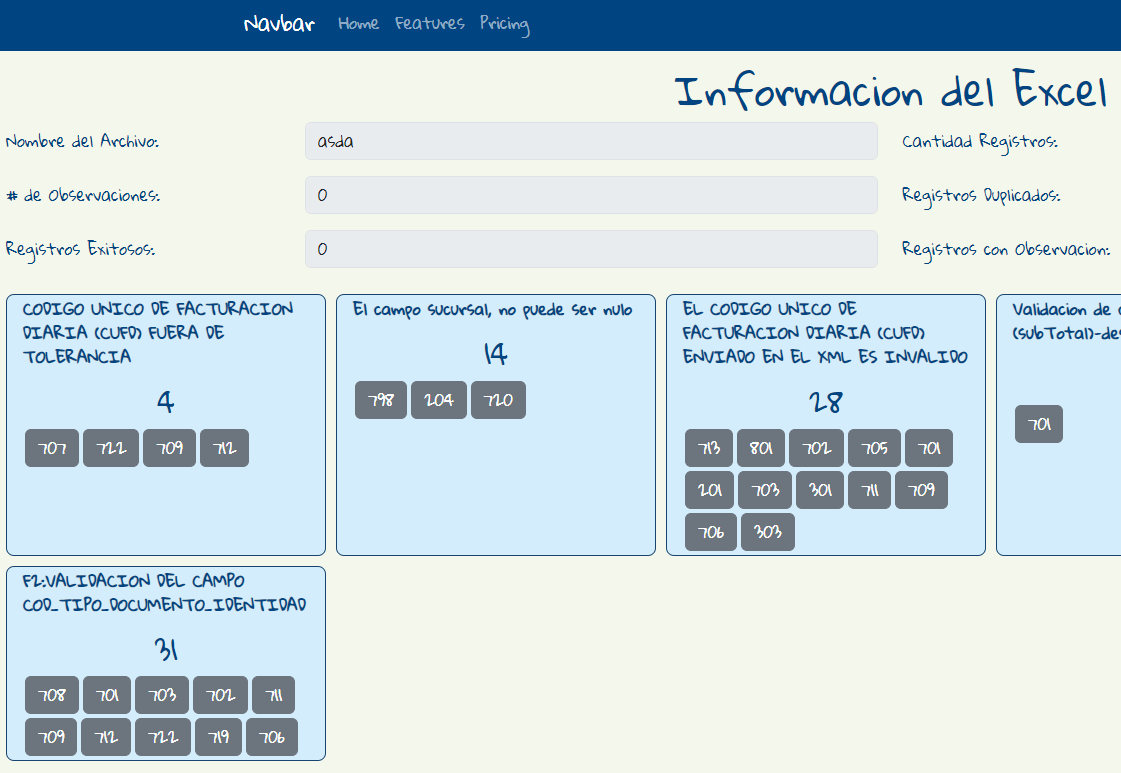 Navbar Home Features Pricing
Informacion del Excel
Nombre del Archivo: asda Cantidad Registros:
# de Observaciones: 0 Registros Duplicados:
Registros Exitosos: 0 Registros con Observacion:
CODIGO UNICO DE FACTURACION
DIARIA (CUFD) FUERA DE
TOLERANCIA
4
707 722 709 712
El campo sucursal, no puede ser nulo
14
798 204 720
EL CODIGO UNICO DE
FACTURACION DIARIA (CUFD)
ENVIADO EN EL XML ES INVALIDO
28
713 801 702 705 701
201 703 301 711 709
706 303
Validacion de
(subTotal)-de
701
F2:VALIDACION DEL CAMPO
COD_TIPO_DOCUMENTO_IDENTIDAD
31
708 701 703 702 711
709 712 722 719 706